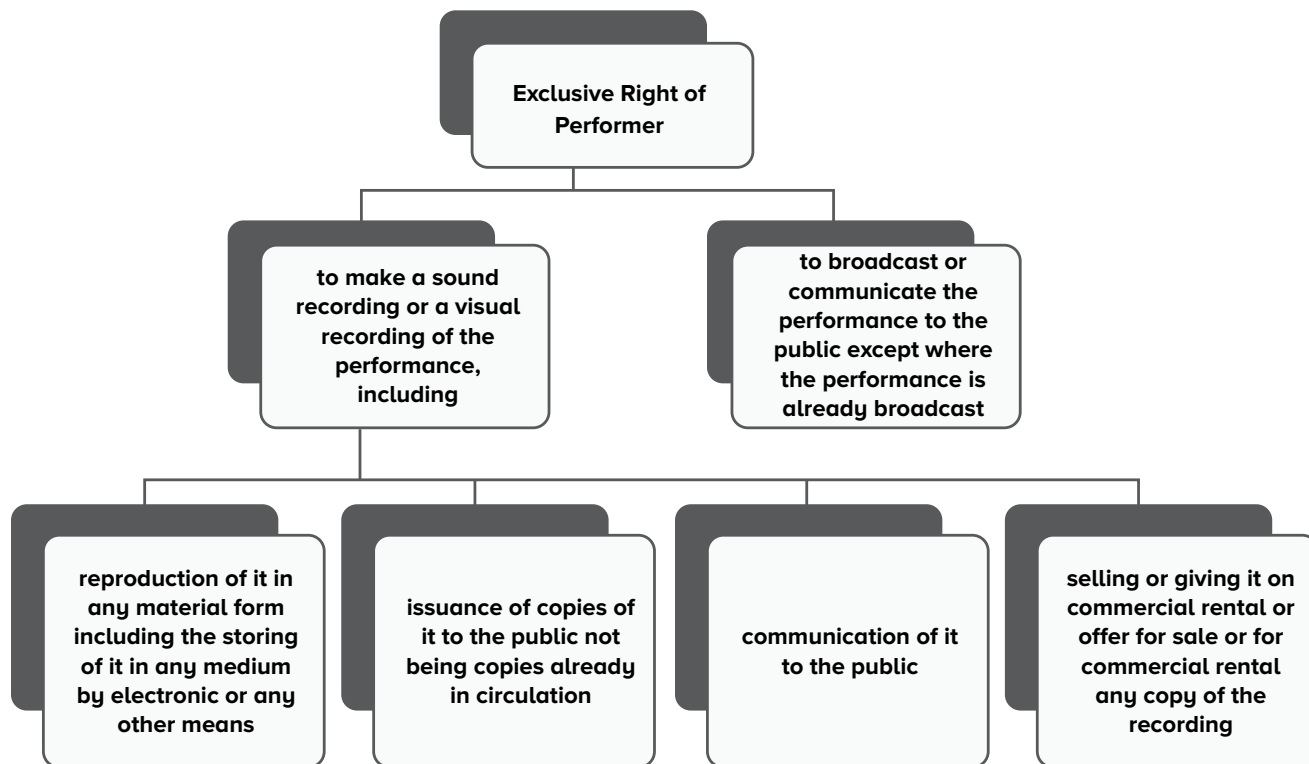 Exclusive Right of
Performer
to make a sound
recording or a visual
recording of the
performance,
including
to broadcast or
communicate the
performance to the
public except where
the performance is
already broadcast
reproduction of it in
any material form
including the storing
of it in any medium
by electronic or any
other means
issuance of copies of
it to the public not
being copies already
in circulation
communication of it
to the public
selling or giving it on
commercial rental or
offer for sale or for
commercial rental
any copy of the
recording